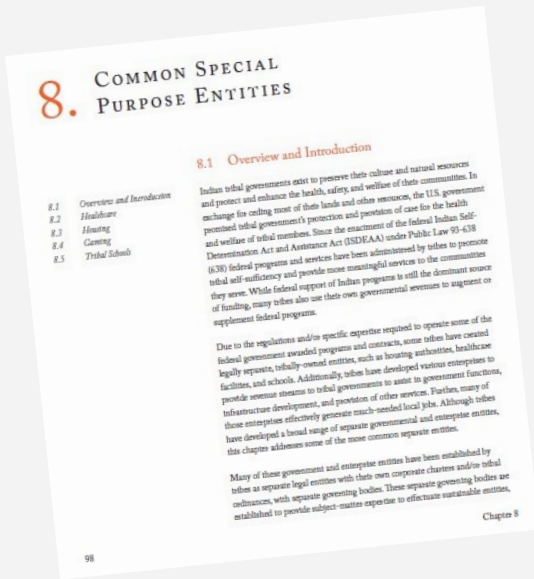 8. COMMON SPECIAL
PURPOSE ENTITIES
8.1 Overview and Introduction
8.2 Healthcare
8.3 Housing
8.4 Gaming
8.5 Tribal Schools
8.1 Overview and Introduction
Indian tribal governments exist to preserve their culture and natural resources
and protect and enhance the health, safety, and welfare of their communities. In
exchange for ceding most of their lands and other resources, the U.S. government
promised tribal government's protection and provision of care for the health
and welfare of tribal members. Since the enactment of the federal Indian Self-
Determination Act and Assistance Act (ISDEAA) under Public Law 93-638
(638) federal programs and services have been administered by tribes to promote
tribal self-sufficiency and provide more meaningful services to the communities
they serve. While federal support of Indian programs is still the dominant source
of funding, many tribes also use their own governmental revenues to augment or
supplement federal programs.
Due to the regulations and/or specific expertise required to operate some of the
federal government awarded programs and contracts, some tribes have created
legally separate, tribally-owned entities, such as housing authorities, healthcare
facilities, and schools. Additionally, tribes have developed various enterprises to
provide revenue streams to tribal governments to assist in government functions,
infrastructure development, and provision of other services. Further, many of
those enterprises effectively generate much-needed local jobs. Although tribes
have developed a broad range of separate governmental and enterprise entities,
this chapter addresses some of the most common separate entities.
Many of these government and enterprise entities have been established by
tribes as separate legal entities with their own corporate charters and/or tribal
ordinances, with separate governing bodies. These separate governing bodies are
established to provide subject-matter expertise to effectuate sustainable entities,
98
Chapter 8